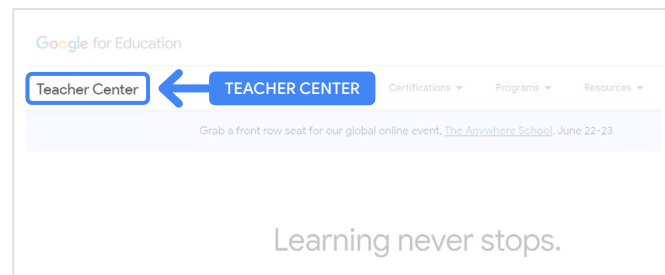 Google for Education
Teacher Center TEACHER CENTER Certifications Programs Resources
Grab a front row seat for our global online event, The Anywhere School. June 22-23
Learning never stops.